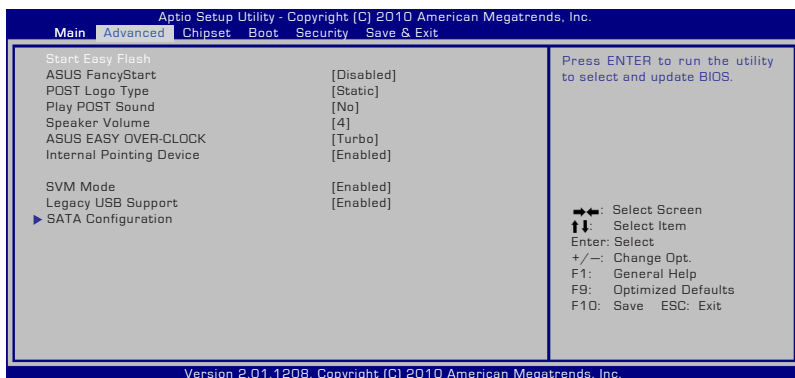 Aptio Setup Utility - Copyright (C) 2010 American Megatrends, Inc.
Main Advanced Chipset Boot Security Save & Exit
Start Easy Flash
ASUS FancyStart [Disabled]
POST Logo Type [Static]
Play POST Sound [No]
Speaker Volume [4]
ASUS EASY OVER-CLOCK [Turbo]
Internal Pointing Device [Enabled]
SVM Mode [Enabled]
Legacy USB Support [Enabled]
SATA Configuration
Press ENTER to run the utility
to select and update BIOS.
→←: Select Screen
↑↓: Select Item
Enter: Select
+/—: Change Opt.
F1: General Help
F9: Optimized Defaults
F10: Save ESC: Exit
Version 2.01.1208. Copyright (C) 2010 American Megatrends, Inc.